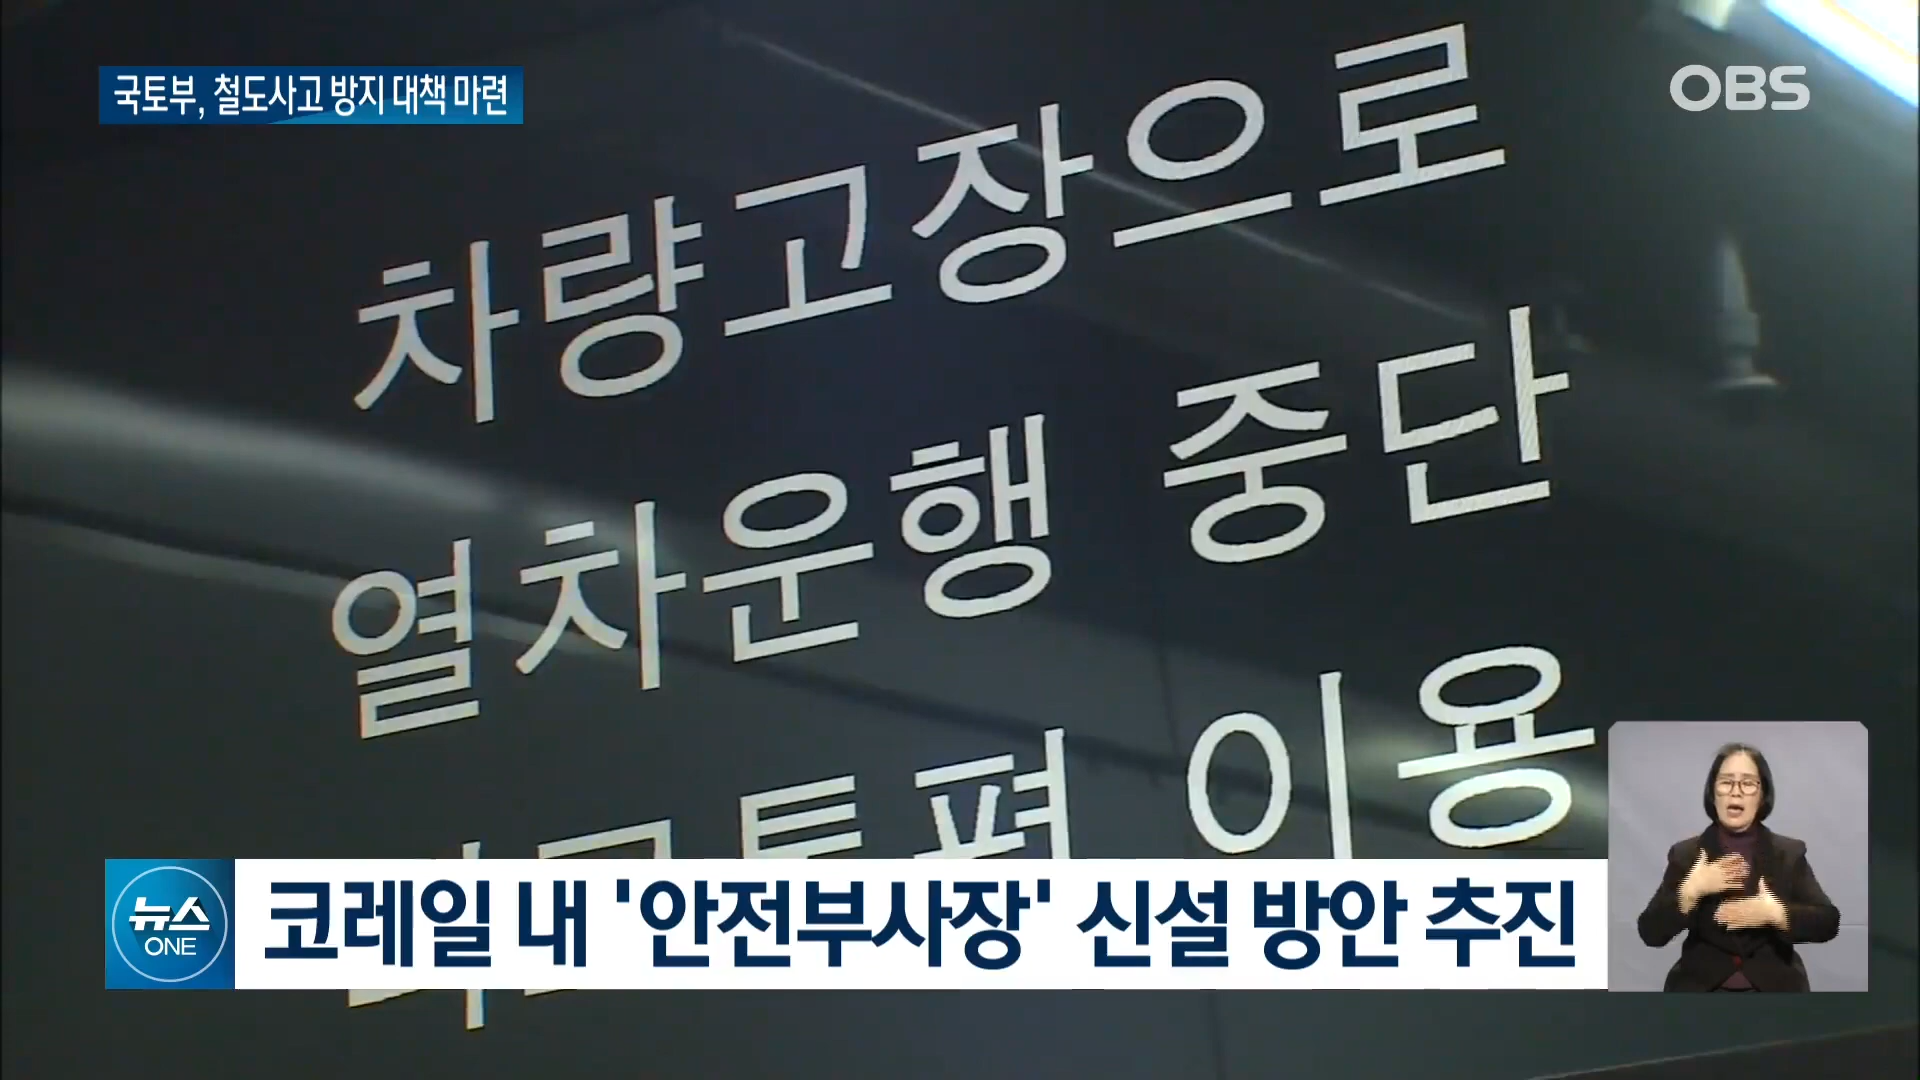 국토부, 철도사고 방지 대책 마련
OBS
차량고장으로
열차운행 중단
이용
뉴스
ONE
코레일 내 '안전부사장' 신설 방안 추진